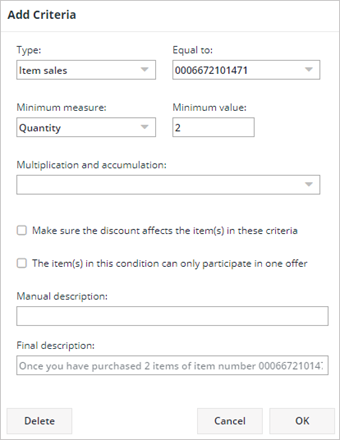 Add Criteria
Type: Equal to:
Item sales 0006672101471
Minimum measure: Minimum value:
Quantity 2
Multiplication and accumulation:
Make sure the discount affects the item(s) in these criteria
The item(s) in this condition can only participate in one offer
Manual description:
Final description:
Once you have purchased 2 items of item number 000667210147
Delete Cancel OK